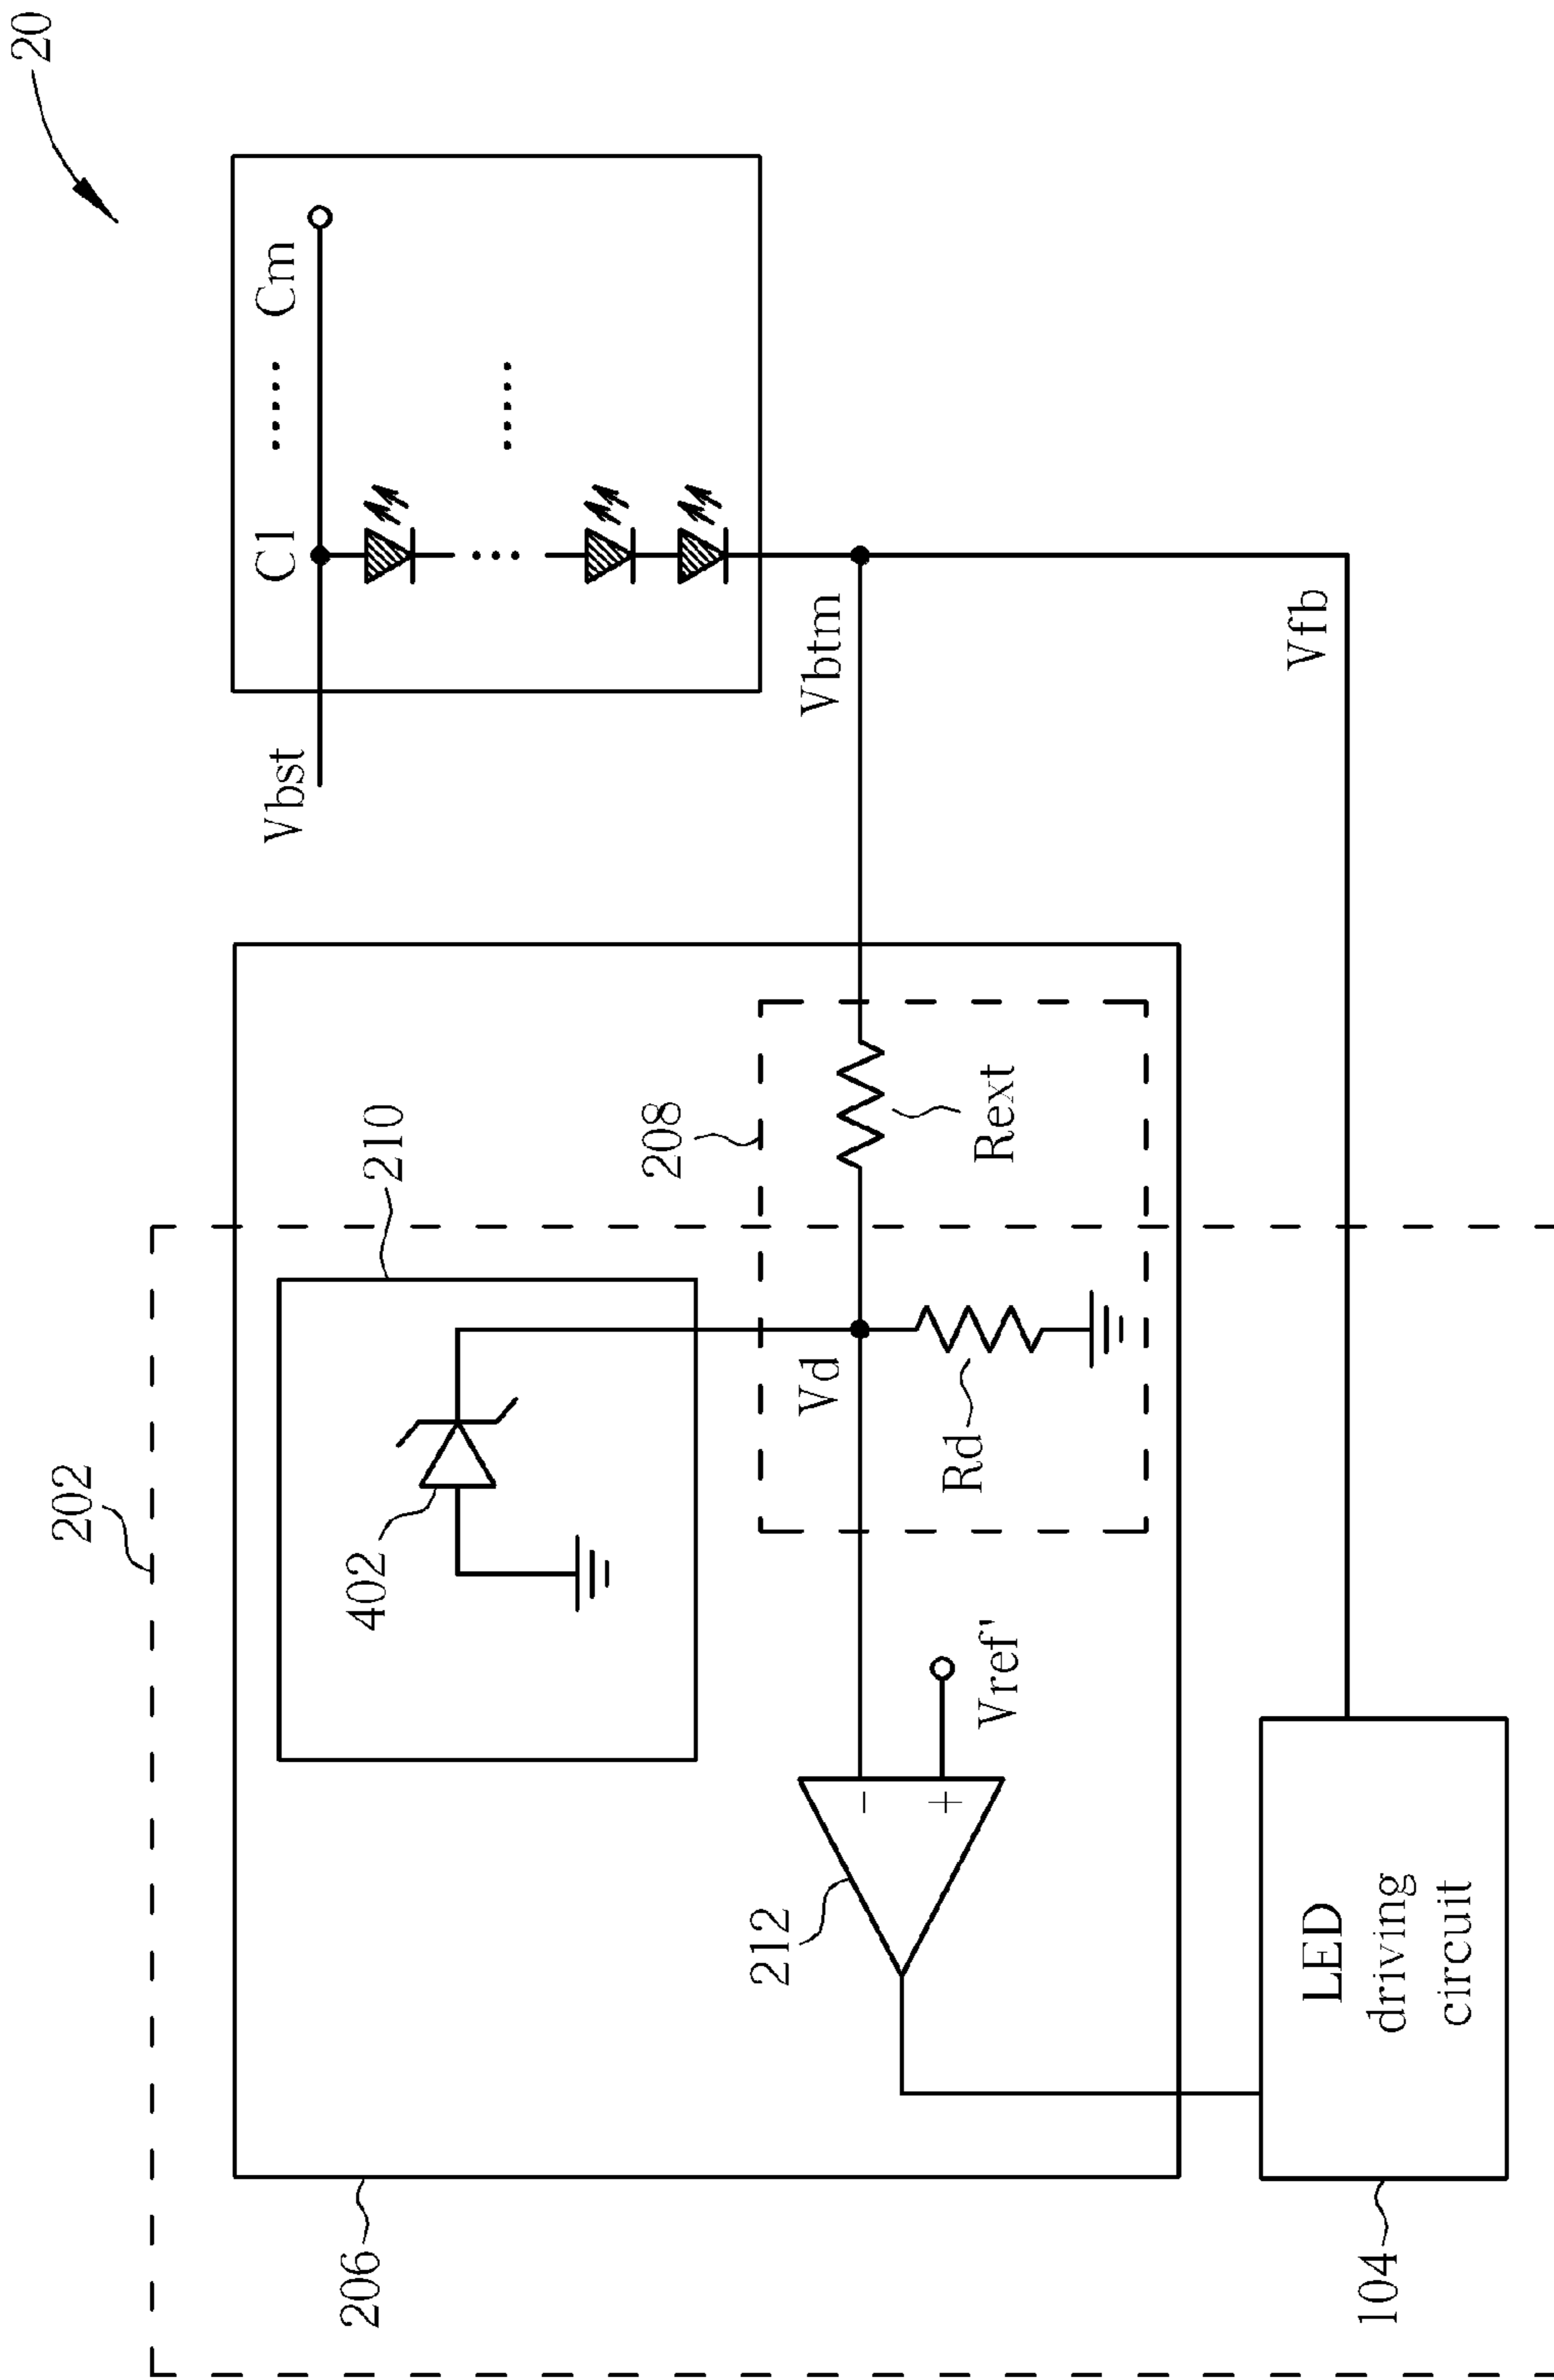 20
202
206
210
402
208
Vd
Rd
Rext
212
-
+
Vref'
Vbst
C1 ····· Cm
Vbtm
Vfb
104
LED
driving
circuit